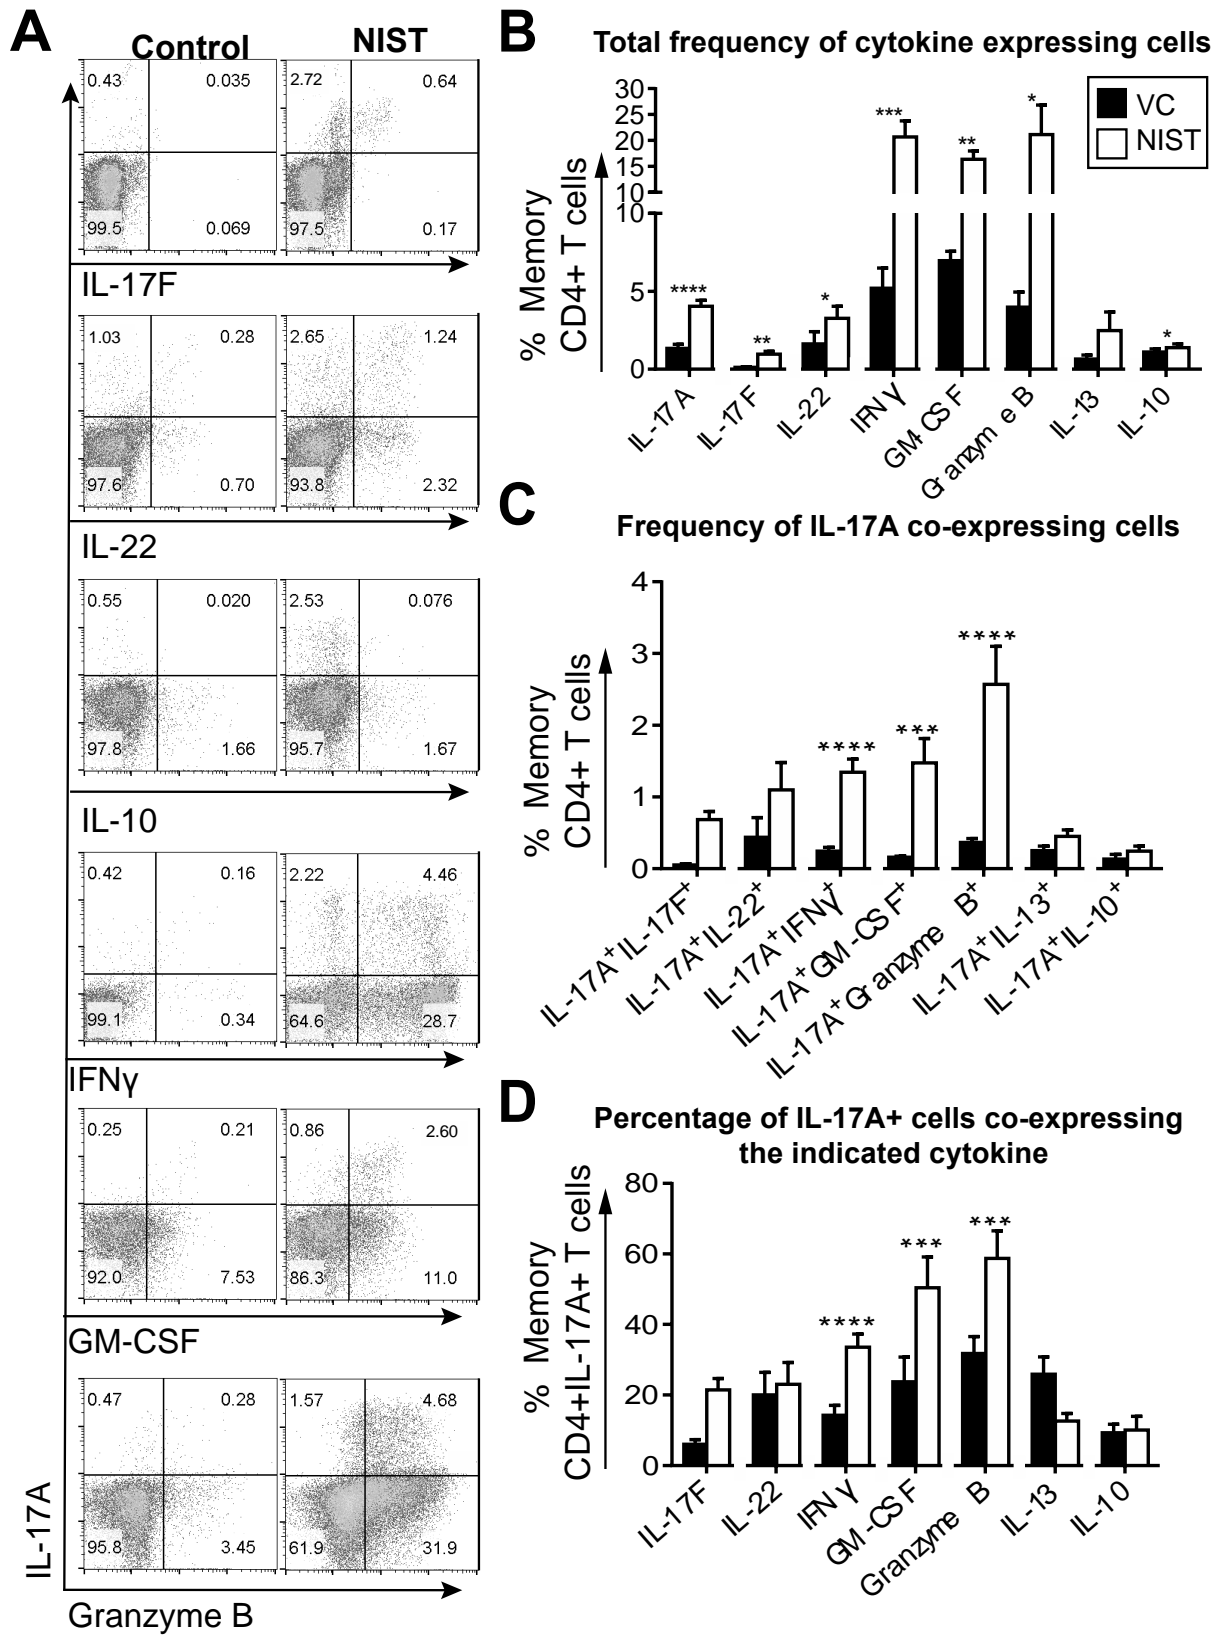 A
Control NIST
0.43 0.035 2.72 0.64
99.5 0.069 97.5 0.17
IL-17F
1.03 0.28 2.65 1.24
97.6 0.70 93.8 2.32
IL-22
0.55 0.020 2.53 0.076
97.8 1.66 95.7 1.67
IL-10
0.42 0.16 2.22 4.46
99.1 0.34 64.6 28.7
IFNγ
0.25 0.21 0.86 2.60
92.0 7.53 86.3 11.0
GM-CSF
0.47 0.28 1.57 4.68
95.8 3.45 61.9 31.9
IL-17A
Granzyme B
B
Total frequency of cytokine expressing cells
VC
NIST
% Memory
CD4+ T cells
30
25
20
15
10
10
5
0
**** ** * *** ** * *
IL-17A IL-17F IL-22 IFNγ GM-CSF Granzyme B IL-13 IL-10
C
Frequency of IL-17A co-expressing cells
% Memory
CD4+ T cells
4
3
2
1
0
**** *** ****
IL-17A+IL-17F+ IL-17A+IL-22+ IL-17A+IFNγ+ IL-17A+GM-CSF+ IL-17A+Granzyme B+ IL-17A+IL-13+ IL-17A+IL-10+
D
Percentage of IL-17A+ cells co-expressing
the indicated cytokine
% Memory
CD4+IL-17A+ T cells
80
60
40
20
0
**** *** ***
IL-17F IL-22 IFNγ GM-CSF Granzyme B IL-13 IL-10